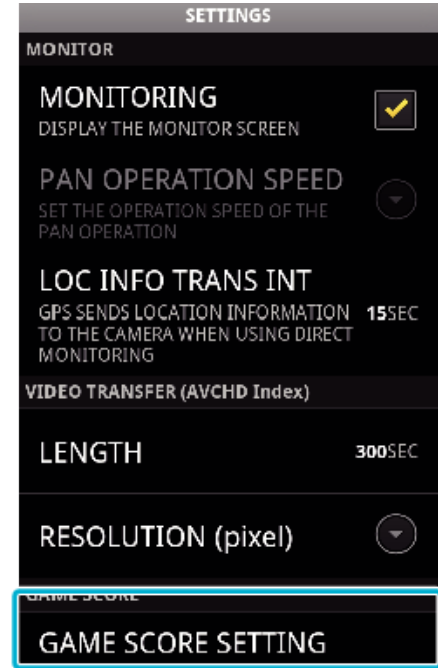 SETTINGS
MONITOR
MONITORING
DISPLAY THE MONITOR SCREEN
PAN OPERATION SPEED
SET THE OPERATION SPEED OF THE
PAN OPERATION
LOC INFO TRANS INT
GPS SENDS LOCATION INFORMATION 15SEC
TO THE CAMERA WHEN USING DIRECT
MONITORING
VIDEO TRANSFER (AVCHD Index)
LENGTH 300SEC
RESOLUTION (pixel)
GAME SCORE
GAME SCORE SETTING